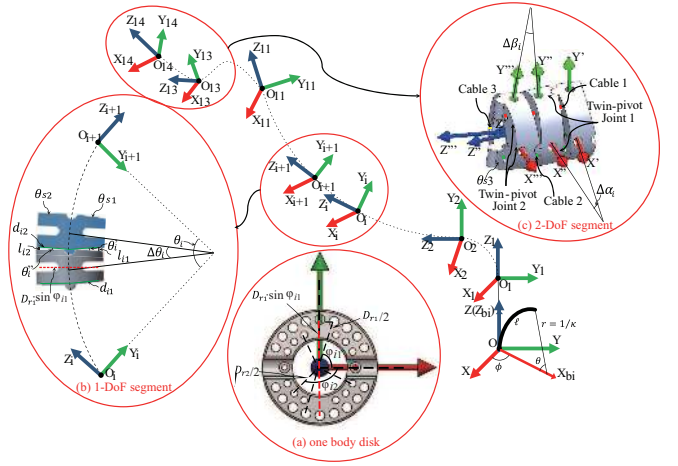 Z14
Y14
X14
O14
Y13
Z13
O13
X13
Z11
Y11
O11
X11
Δβi
Y'''
Y''
Y'
Cable 3
Cable 1
Twin-pivot
Joint 1
Z'''
Z''
Z'
θs3
X'''
X''
X'
Twin-pivot
Joint 2
Cable 2
Δαi
(c) 2-DoF segment
Zi+1
Oi+1
Yi+1
θs2
θs1
di2
li2
θi
li1
θi
Δθi
θi
Dr1 sin φi1
di1
Zi
Yi
Oi
(b) 1-DoF segment
Zi+1
Yi+1
Oi+1
Xi+1
Yi
Zi
Oi
Xi
Y2
Z2
O2
X2
Z1
Y1
X1
O1
Z(Zbi)
ℓ
r = 1/κ
O
Y
X
ϕ
θ
Xbi
Dr1 sin φi1
Dr1/2
φi1
Dr2/2
φi2
(a) one body disk